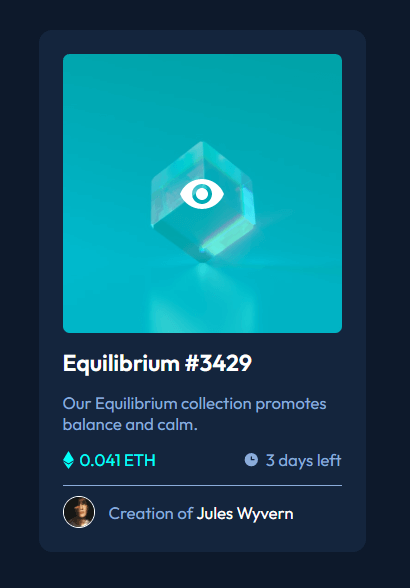 Equilibrium #3429
Our Equilibrium collection promotes
balance and calm.
0.041 ETH
3 days left
Creation of Jules Wyvern